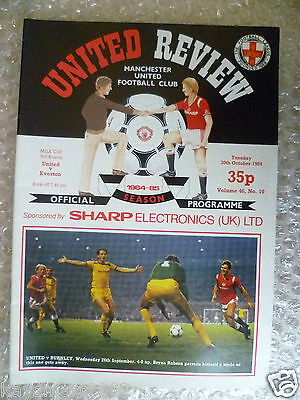 UNITED REVIEW
MANCHESTER
UNITED
FOOTBALL CLUB
MILK CUP
3rd Round
United
v
Everton
Kick-off 7.45 pm
Tuesday
30th October 1984
35p
Volume 46, No. 10
1984-85
OFFICIAL SEASON PROGRAMME
Sponsored by SHARP ELECTRONICS (UK) LTD
UNITED v BURNLEY, Wednesday 26th September. 4-0 up, Bryan Robson permits himself a smile as
this one gets away.